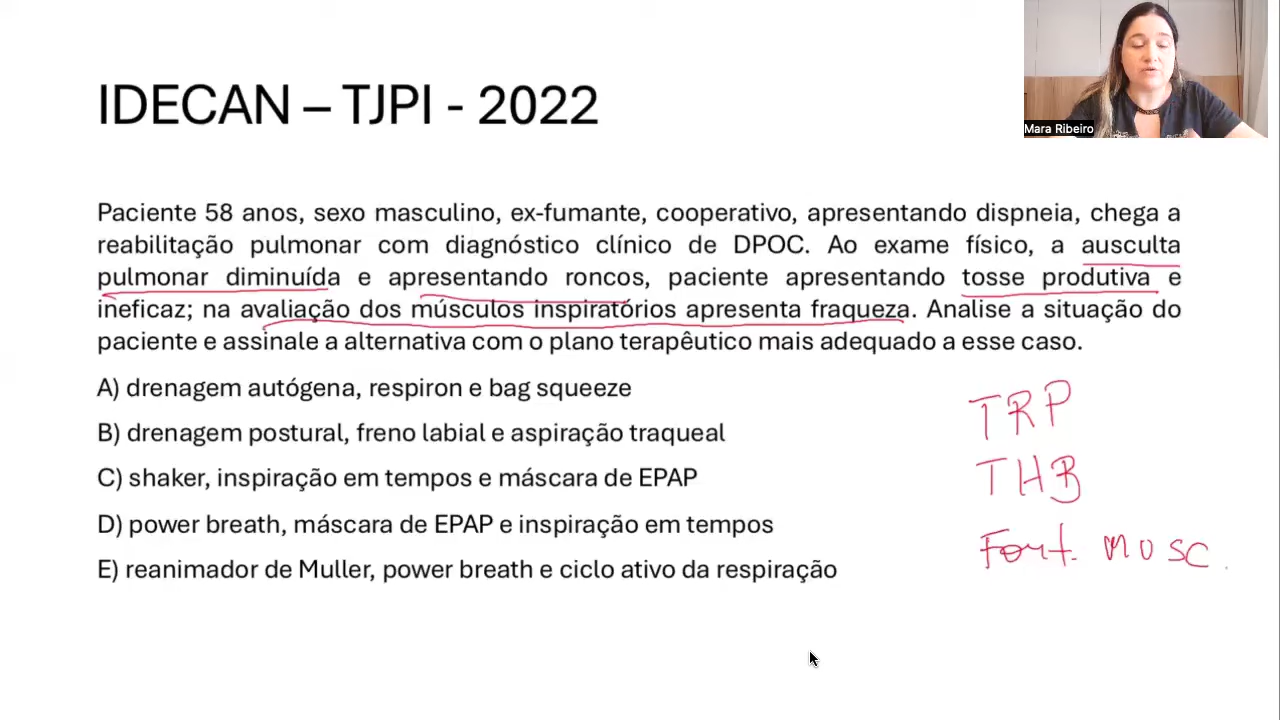 IDECAN – TJPI - 2022
Mara Ribeiro
Paciente 58 anos, sexo masculino, ex-fumante, cooperativo, apresentando dispneia, chega a
reabilitação pulmonar com diagnóstico clínico de DPOC. Ao exame físico, a ausculta
pulmonar diminuída e apresentando roncos, paciente apresentando tosse produtiva e
ineficaz; na avaliação dos músculos inspiratórios apresenta fraqueza. Analise a situação do
paciente e assinale a alternativa com o plano terapêutico mais adequado a esse caso.
A) drenagem autógena, respiron e bag squeeze
B) drenagem postural, freno labial e aspiração traqueal
C) shaker, inspiração em tempos e máscara de EPAP
D) power breath, máscara de EPAP e inspiração em tempos
E) reanimador de Muller, power breath e ciclo ativo da respiração
TRP
THB
Fort. MUSC.